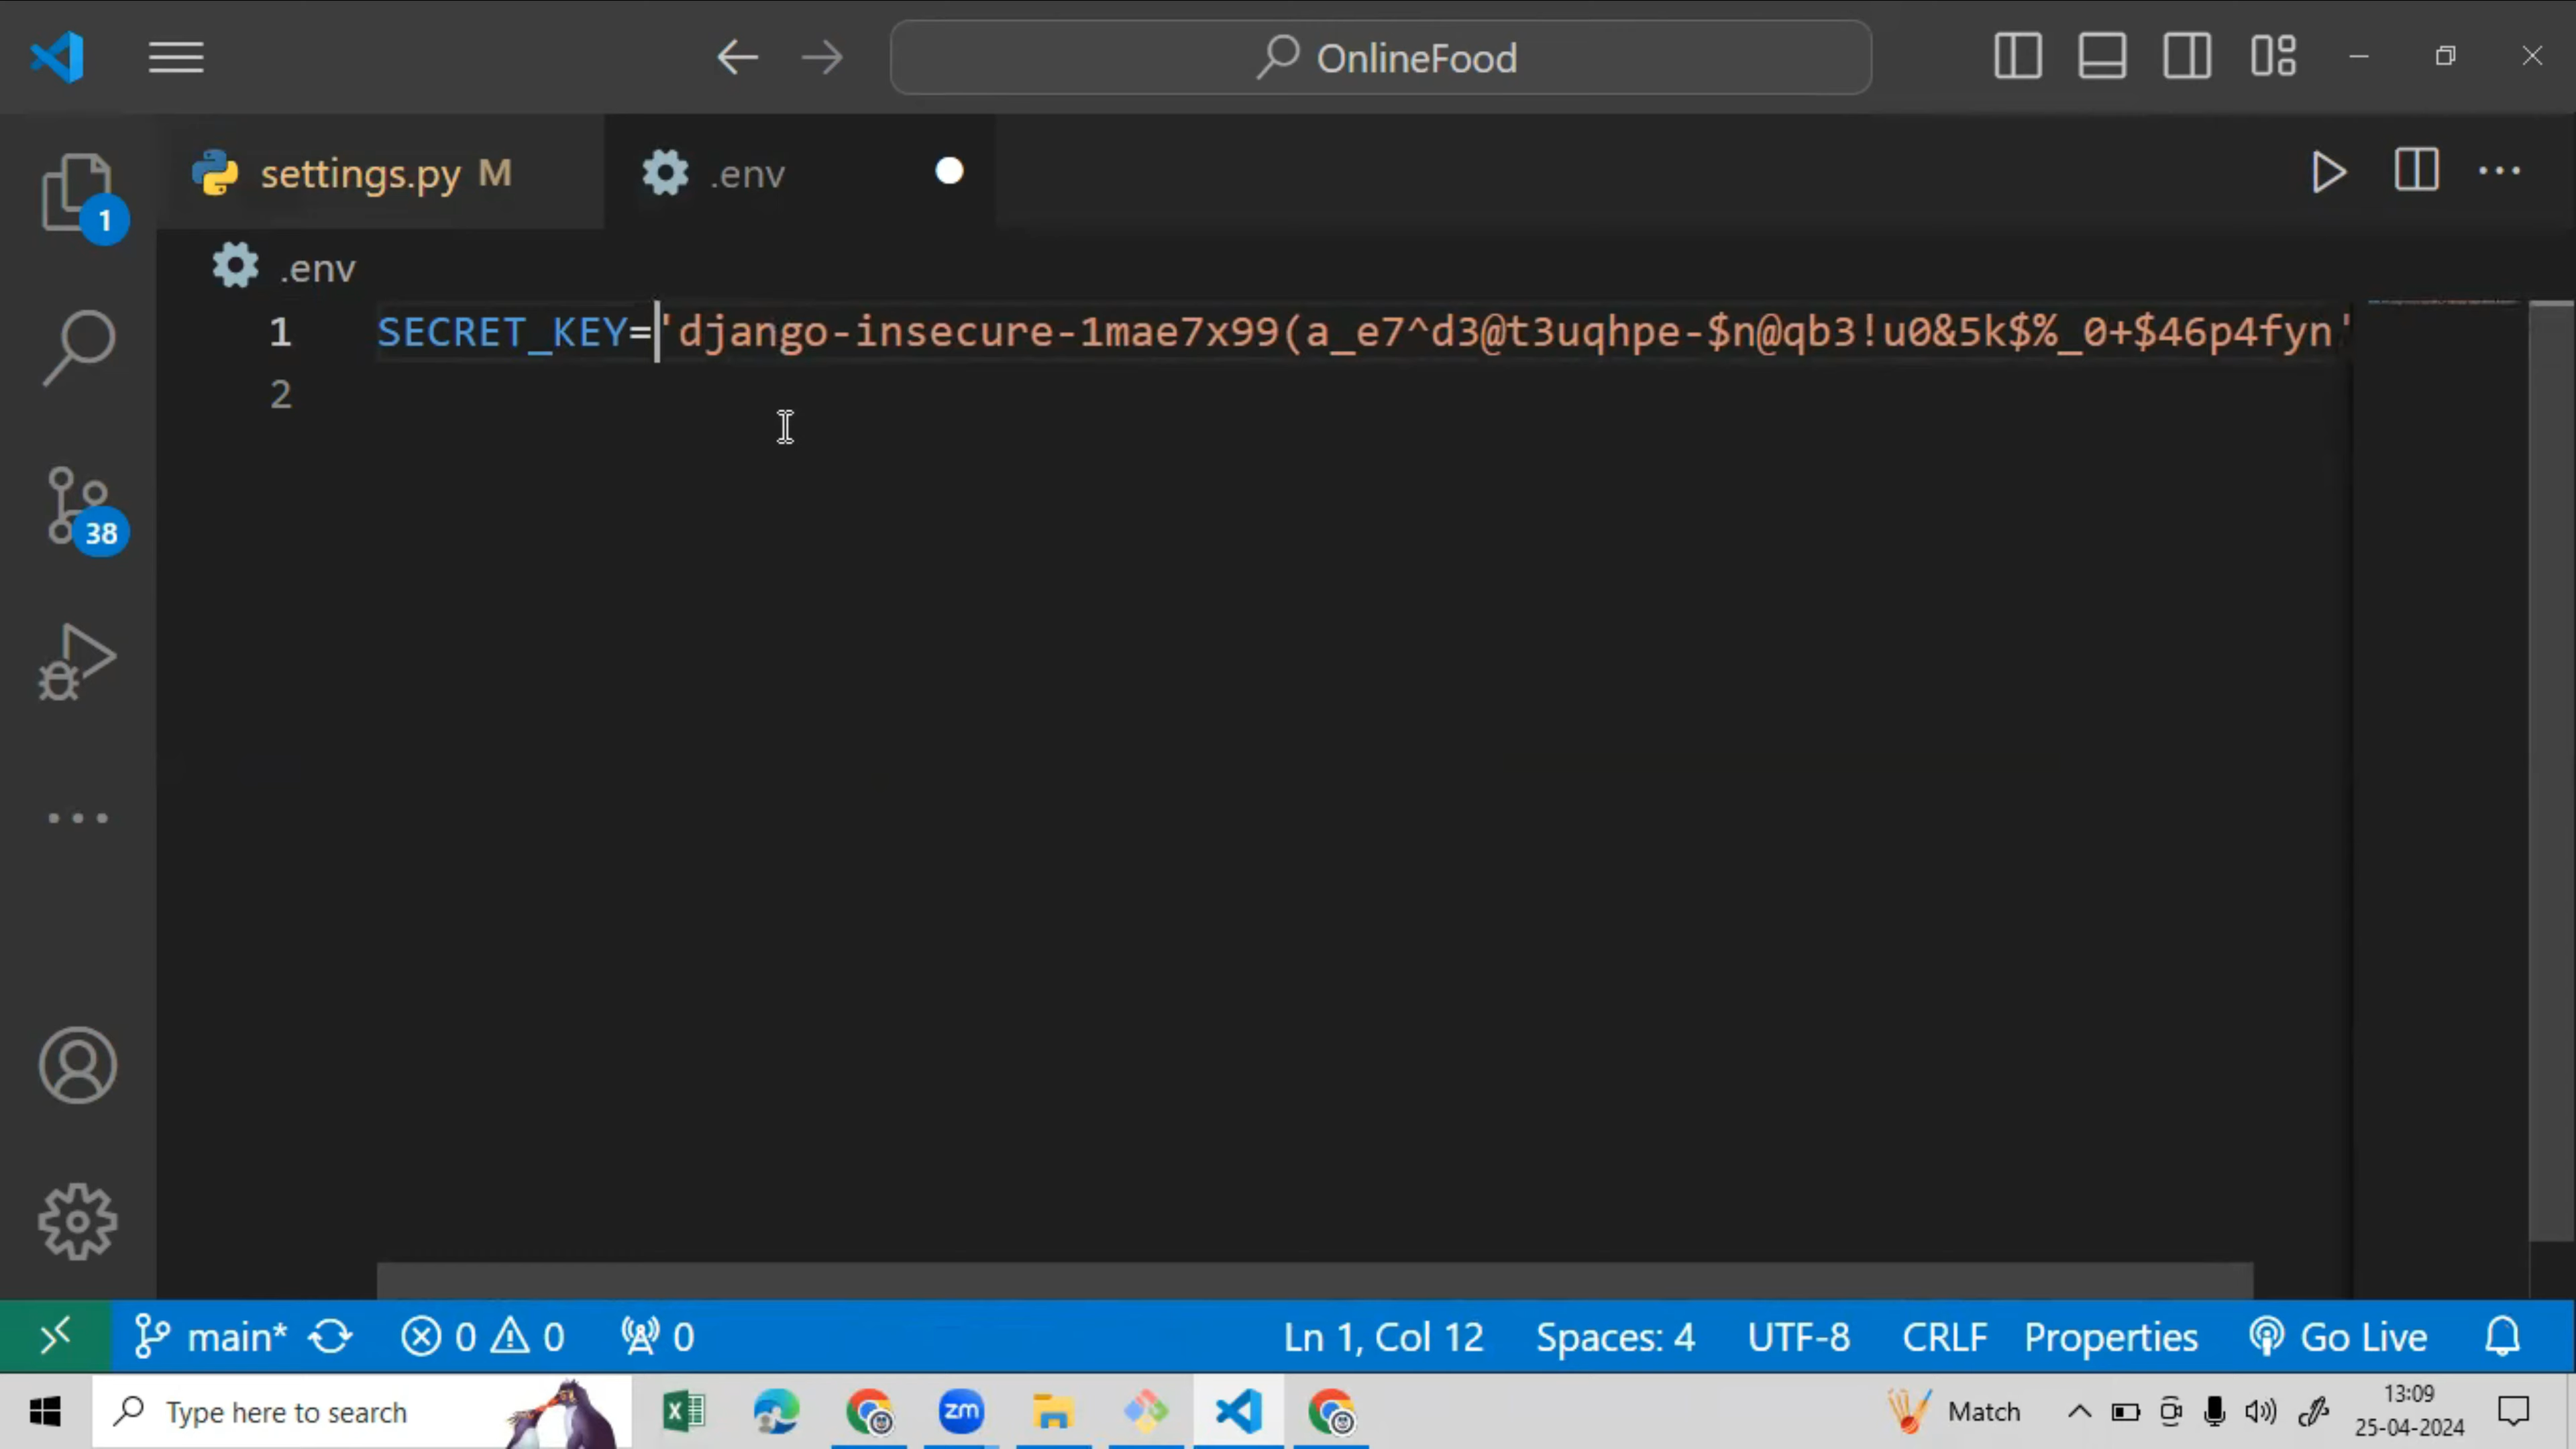 OnlineFood
settings.py M
.env
1
.env
1 SECRET_KEY='django-insecure-1mae7x99(a_e7^d3@t3uqhpe-$n@qb3!u0&5k$%_0+$46p4fyn'
2
38
main* 0 0 0 Ln 1, Col 12 Spaces: 4 UTF-8 CRLF Properties Go Live
Type here to search zm Match 13:09
25-04-2024